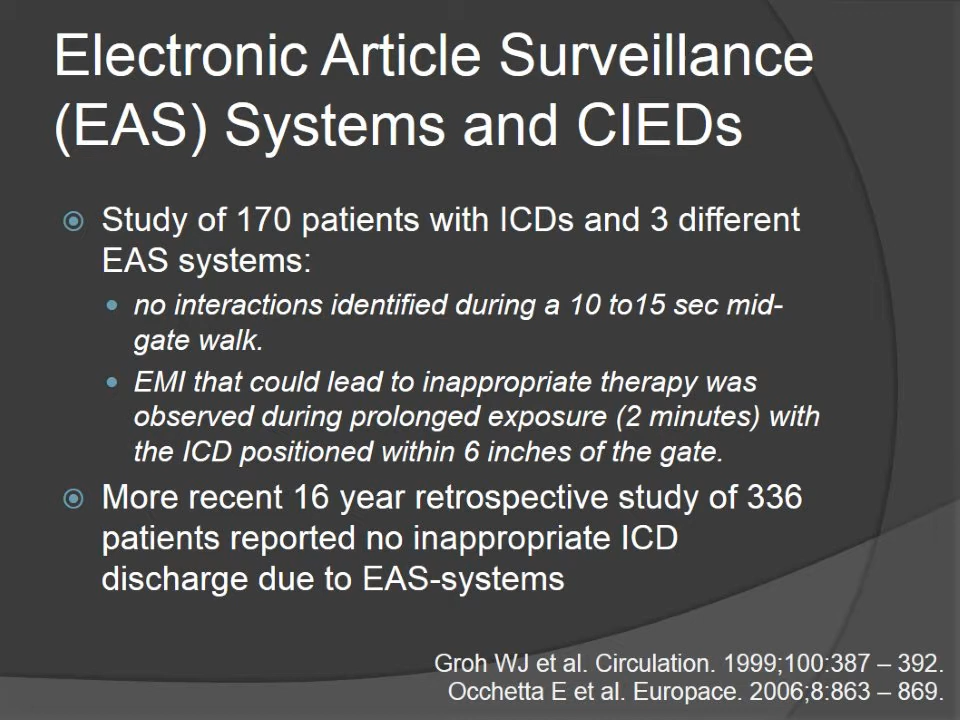 Electronic Article Surveillance
(EAS) Systems and CIEDs
Study of 170 patients with ICDs and 3 different
EAS systems:
no interactions identified during a 10 to15 sec mid-
gate walk.
EMI that could lead to inappropriate therapy was
observed during prolonged exposure (2 minutes) with
the ICD positioned within 6 inches of the gate.
More recent 16 year retrospective study of 336
patients reported no inappropriate ICD
discharge due to EAS-systems
Groh WJ et al. Circulation. 1999;100:387 – 392.
Occhetta E et al. Europace. 2006;8:863 – 869.